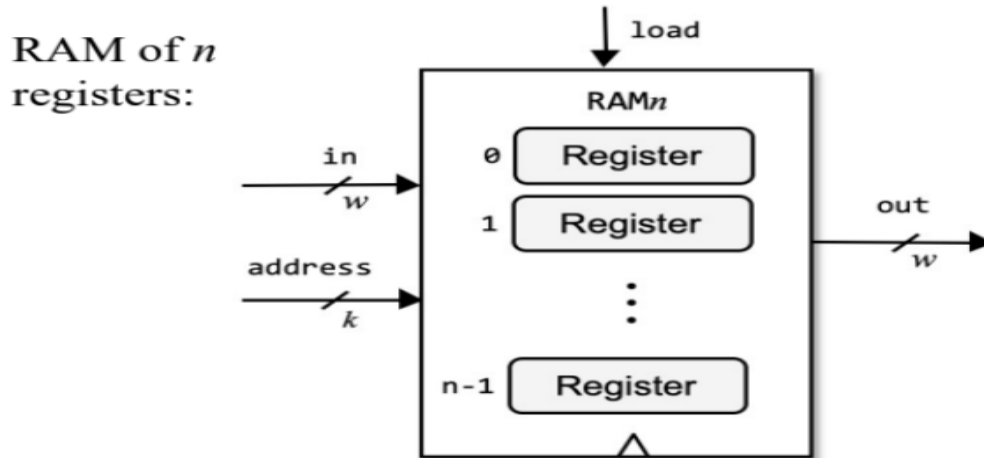 RAM of n
registers:
load
RAMn
in
w
address
k
0 Register
1 Register
n-1 Register
out
w